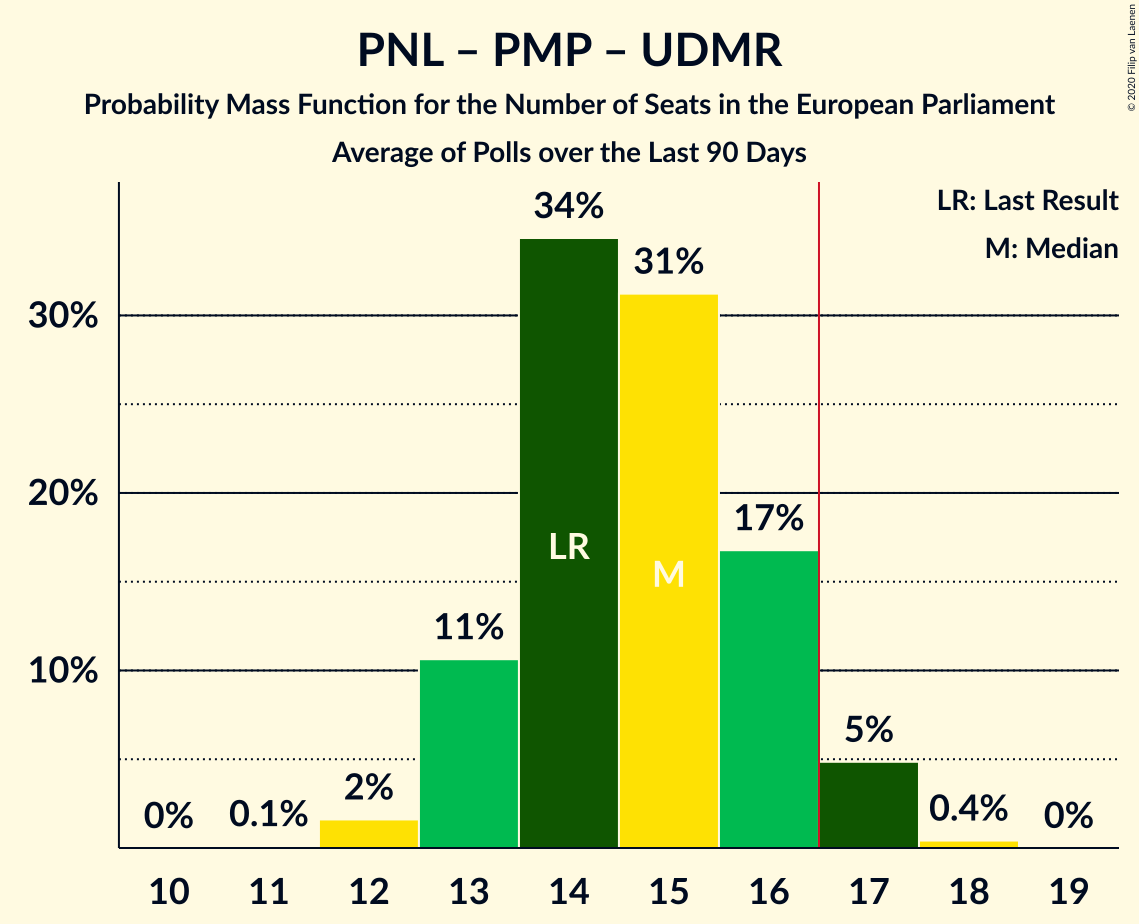 PNL – PMP – UDMR
Probability Mass Function for the Number of Seats in the European Parliament
Average of Polls over the Last 90 Days
© 2020 Filip van Laenen
LR: Last Result
M: Median
34%
31%
30%
20%
17%
LR
M
11%
10%
5%
2%
0%
0.1%
0.4%
0%
10 11 12 13 14 15 16 17 18 19